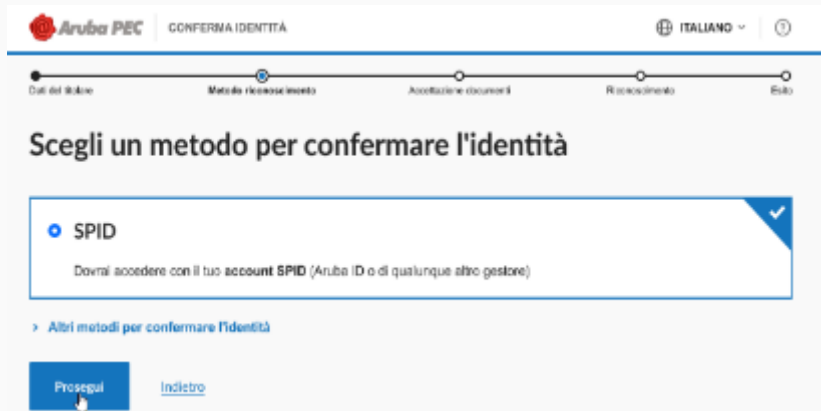 Aruba PEC CONFERMA IDENTITÀ ITALIANO
Dati del titolare Metodo riconoscimento Accettazione documenti Riconoscimento Esito
Scegli un metodo per confermare l'identità
SPID
Dovrai accedere con il tuo account SPID (Aruba ID o di qualunque altro gestore)
Altri metodi per confermare l'identità
Prosegui Indietro